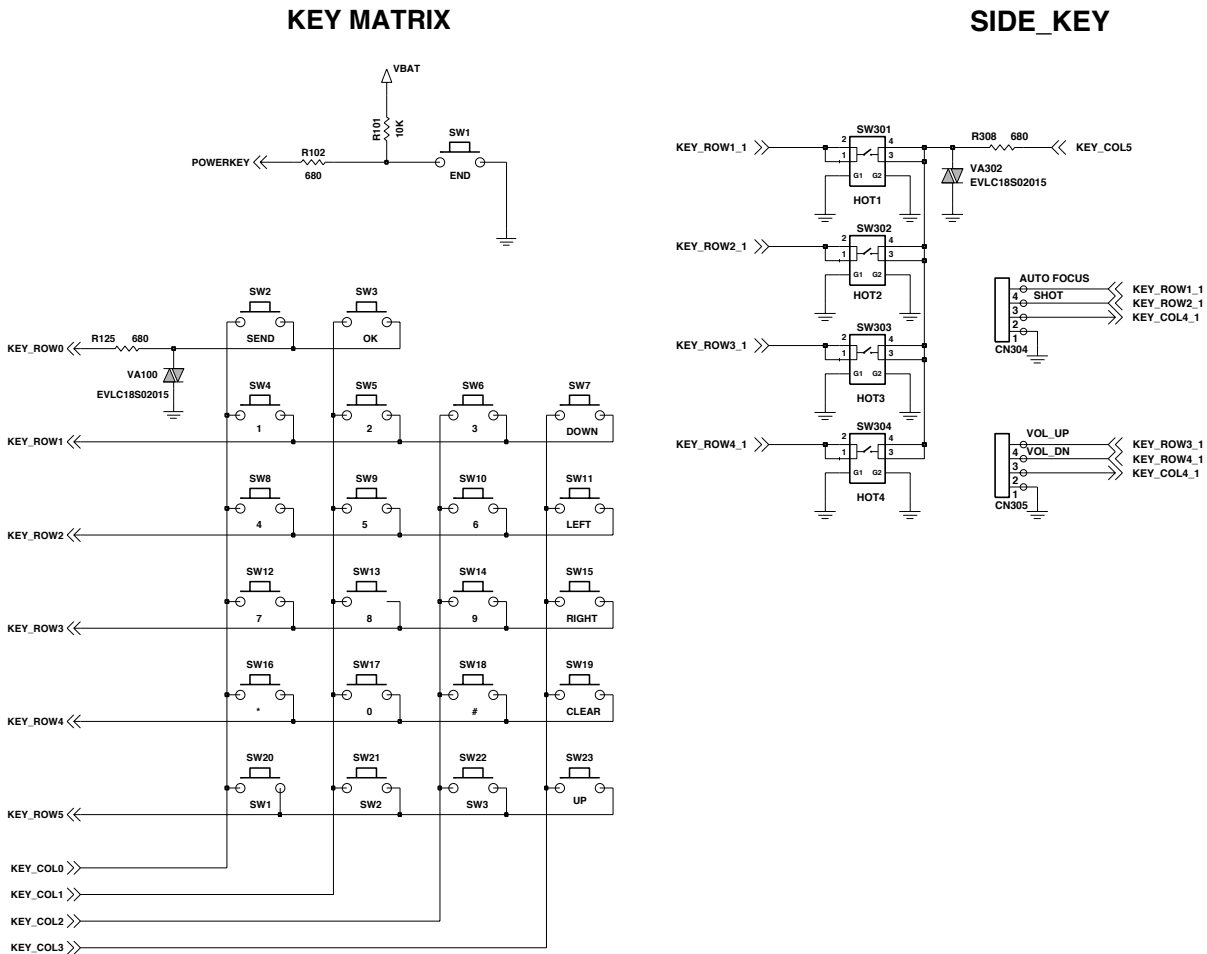 KEY MATRIX
SIDE_KEY
VBAT
R101
10K
SW1
R102
POWERKEY
680
END
SW2
SW3
R125 680
SEND
OK
KEY_ROW0
VA100
EVLC18S02015
SW4
SW5
SW6
SW7
1
2
3
DOWN
KEY_ROW1
SW8
SW9
SW10
SW11
4
5
6
LEFT
KEY_ROW2
SW12
SW13
SW14
SW15
7
8
9
RIGHT
KEY_ROW3
SW16
SW17
SW18
SW19
*
0
#
CLEAR
KEY_ROW4
SW20
SW21
SW22
SW23
SW1
SW2
SW3
UP
KEY_ROW5
KEY_COL0
KEY_COL1
KEY_COL2
KEY_COL3
SW301
KEY_ROW1_1
2
4
1
3
G1 G2
HOT1
R308 680
KEY_COL5
VA302
EVLC18S02015
SW302
KEY_ROW2_1
2
4
1
3
G1 G2
HOT2
SW303
KEY_ROW3_1
2
4
1
3
G1 G2
HOT3
SW304
KEY_ROW4_1
2
4
1
3
G1 G2
HOT4
AUTO FOCUS
KEY_ROW1_1
4
SHOT
KEY_ROW2_1
3
KEY_COL4_1
2
1
CN304
VOL_UP
KEY_ROW3_1
4
VOL_DN
KEY_ROW4_1
3
KEY_COL4_1
2
1
CN305